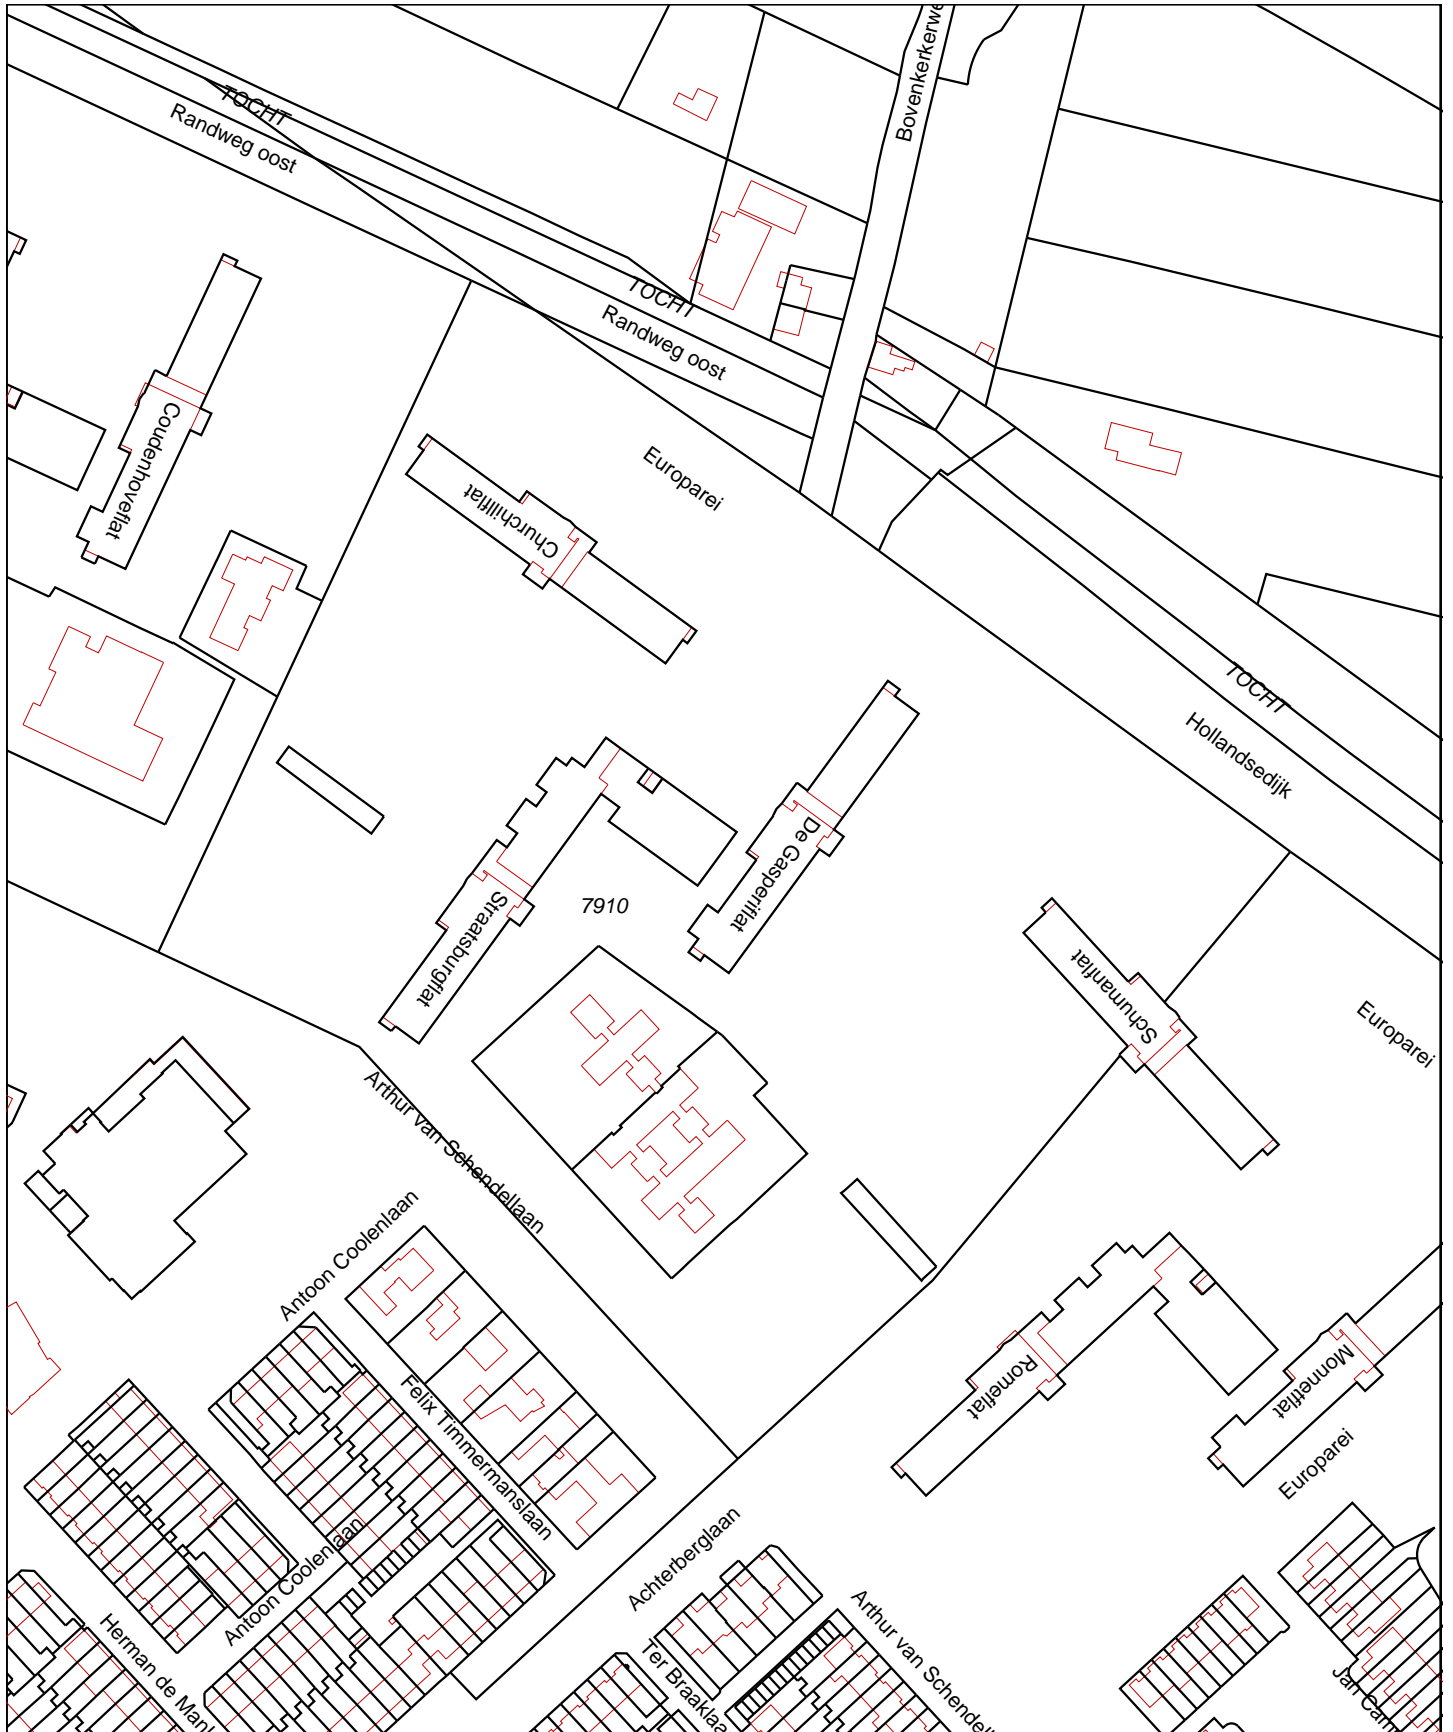 Bovenkerkerwe
TOCHT
Randweg oost
TOCHT
Randweg oost
Coudenhoveflat
Europarei
Churchillflat
TOCHT
Hollandsedijk
De Gasperiflat
Straatsburgflat
7910
Schumanflat
Europarei
Arthur van Schendellaan
Antoon Coolenlaan
Romeflat
Monnetflat
Felix Timmermanslaan
Europarei
Antoon Coolenlaan
Achterberglaan
Herman de Man
Ter Braaklaa
Arthur van Schendel
Jan Cam